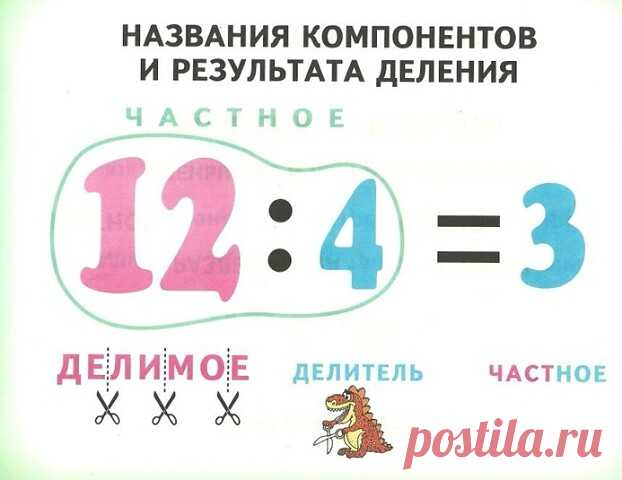 НАЗВАНИЯ КОМПОНЕНТОВ
И РЕЗУЛЬТАТА ДЕЛЕНИЯ
ЧАСТНОЕ
12 : 4 = 3
ДЕЛИМОЕ ДЕЛИТЕЛЬ ЧАСТНОЕ
postila.ru